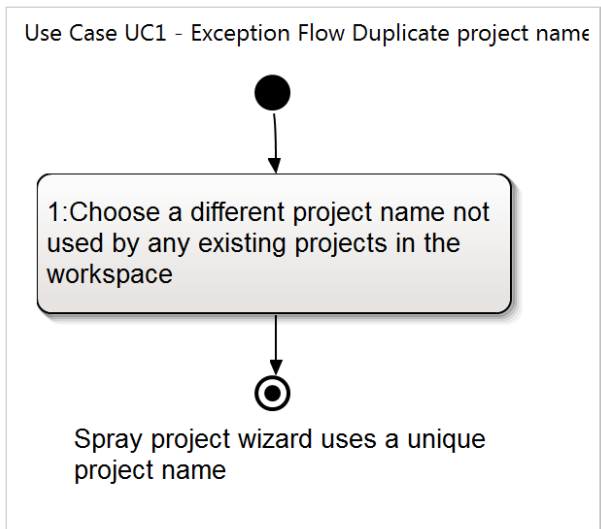 Use Case UC1 - Exception Flow Duplicate project name
1:Choose a different project name not
used by any existing projects in the
workspace
Spray project wizard uses a unique
project name